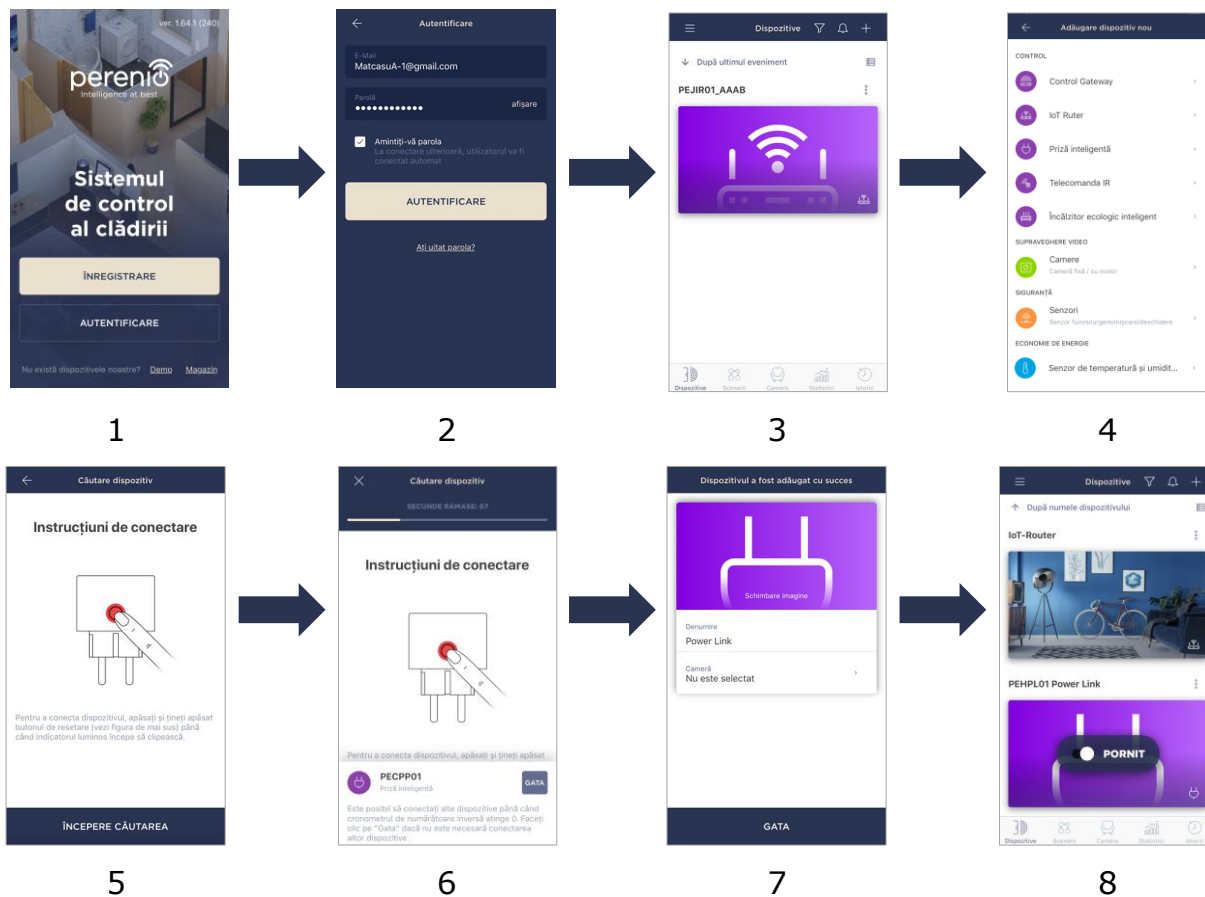 ver. 1.64.1 (240)
perenio
Intelligence at best
Sistemul
de control
al clădirii
ÎNREGISTRARE
AUTENTIFICARE
Nu există dispozitivele noastre? Demo Magazin
1
Autentificare
E-Mail
MatcasuA-1@gmail.com
Parolă
●●●●●●●●●●●● afișare
Amintiți-vă parola
La conectare ulterioară, utilizatorul va fi
conectat automat
AUTENTIFICARE
Ați uitat parola?
2
Dispozitive
După ultimul eveniment
PEJIR01_AAAB
Dispozitive Scenarii Camere Statistici Istoric
3
Adăugare dispozitiv nou
CONTROL
Control Gateway
IoT Ruter
Priză inteligentă
Telecomanda IR
Încălzitor ecologic inteligent
SUPRAVEGHERE VIDEO
Camere
Cameră fixă / cu motor
SIGURANȚĂ
Senzori
Senzor fum/scurgere/mișcare/deschidere
ECONOMIE DE ENERGIE
Senzor de temperatură și umidit...
4
Căutare dispozitiv
Instrucțiuni de conectare
Pentru a conecta dispozitivul, apăsați și țineți apăsat
butonul de resetare (vezi figura de mai sus) până
când indicatorul luminos începe să clipească.
ÎNCEPERE CĂUTAREA
5
Căutare dispozitiv
SECUNDE RĂMASE: 67
Instrucțiuni de conectare
Pentru a conecta dispozitivul, apăsați și țineți apăsat
PECPP01
Priză inteligentă
GATA
Este posibil să conectați alte dispozitive până când
cronometrul de numărătoare inversă atinge 0. Faceți
clic pe "Gata" dacă nu este necesară conectarea
altor dispozitive.
6
Dispozitivul a fost adăugat cu succes
Schimbare imagine
Denumire
Power Link
Cameră
Nu este selectat
GATA
7
Dispozitive
După numele dispozitivului
IoT-Router
PEHPL01 Power Link
PORNIT
Dispozitive Scenarii Camere Statistici Istoric
8